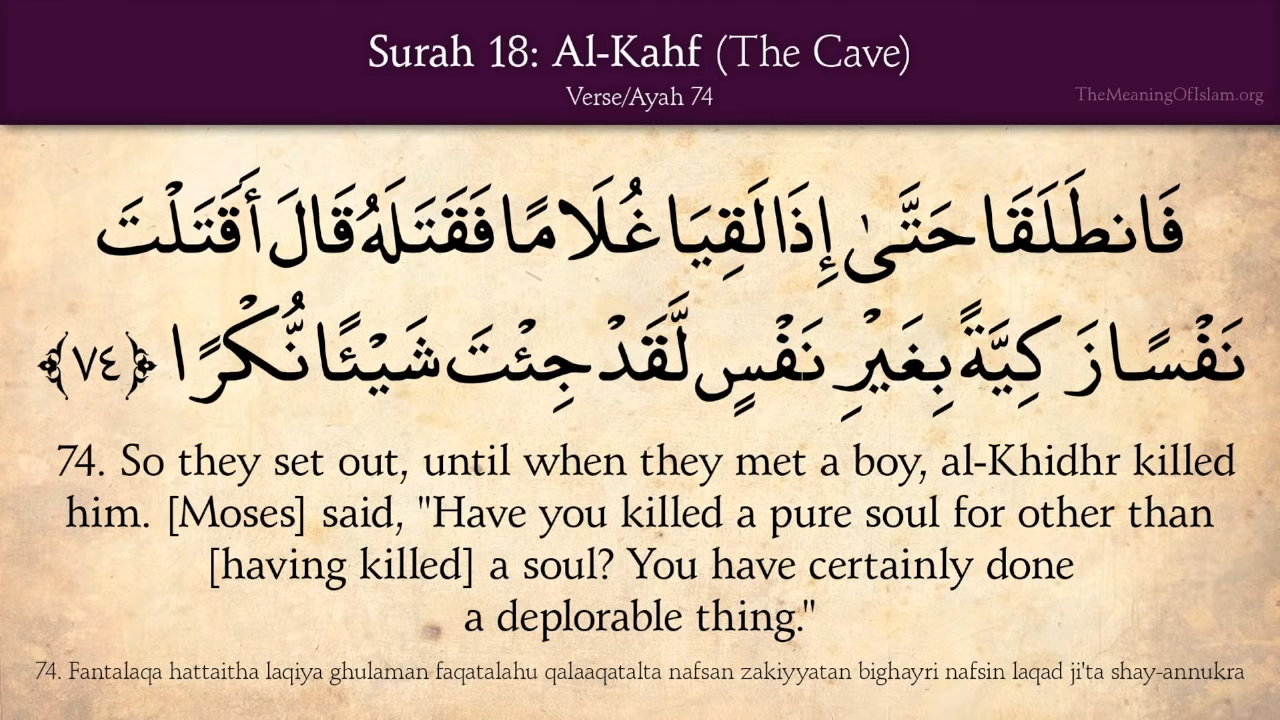 Surah 18: Al-Kahf (The Cave)
Verse/Ayah 74
TheMeaningOfIslam.org
فَانطَلَقَا حَتَّىٰ إِذَا لَقِيَا غُلَامًا فَقَتَلَهُ قَالَ أَقَتَلْتَ
نَفْسًا زَكِيَّةً بِغَيْرِ نَفْسٍ لَّقَدْ جِئْتَ شَيْئًا نُّكْرًا ﴿٧٤﴾
74. So they set out, until when they met a boy, al-Khidhr killed
him. [Moses] said, "Have you killed a pure soul for other than
[having killed] a soul? You have certainly done
a deplorable thing."
74. Fantalaqa hattaitha laqiya ghulaman faqatalahu qalaaqatalta nafsan zakiyyatan bighayri nafsin laqad ji'ta shay-annukra